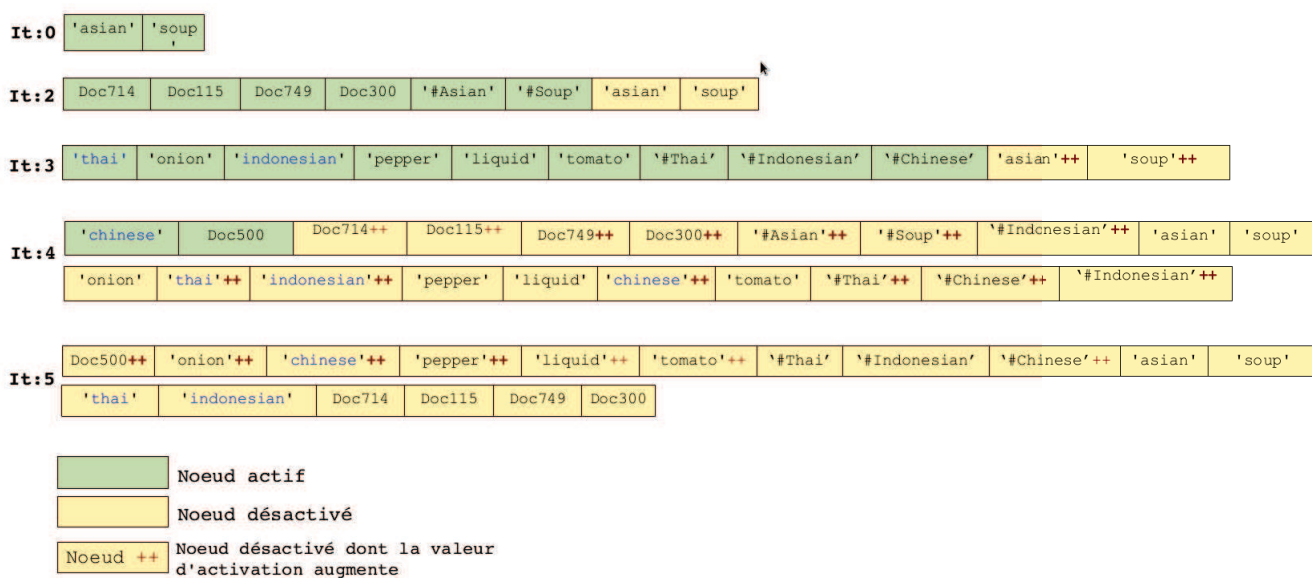 It:0 'asian' 'soup
'
It:2 Doc714 Doc115 Doc749 Doc300 '#Asian' '#Soup' 'asian' 'soup'
It:3 'thai' 'onion' 'indonesian' 'pepper' 'liquid' 'tomato' '#Thai' '#Indonesian' '#Chinese' 'asian'++ 'soup'++
It:4 'chinese' Doc500 Doc714++ Doc115++ Doc749++ Doc300++ '#Asian'++ '#Soup'++ '#Indonesian'++ 'asian' 'soup'
'onion' 'thai'++ 'indonesian'++ 'pepper' 'liquid' 'chinese'++ 'tomato' '#Thai'++ '#Chinese'++ '#Indonesian'++
It:5 Doc500++ 'onion'++ 'chinese'++ 'pepper'++ 'liquid'++ 'tomato'++ '#Thai' '#Indonesian' '#Chinese'++ 'asian' 'soup'
'thai' 'indonesian' Doc714 Doc115 Doc749 Doc300
Noeud actif
Noeud désactivé
Noeud ++ Noeud désactivé dont la valeur
d'activation augmente